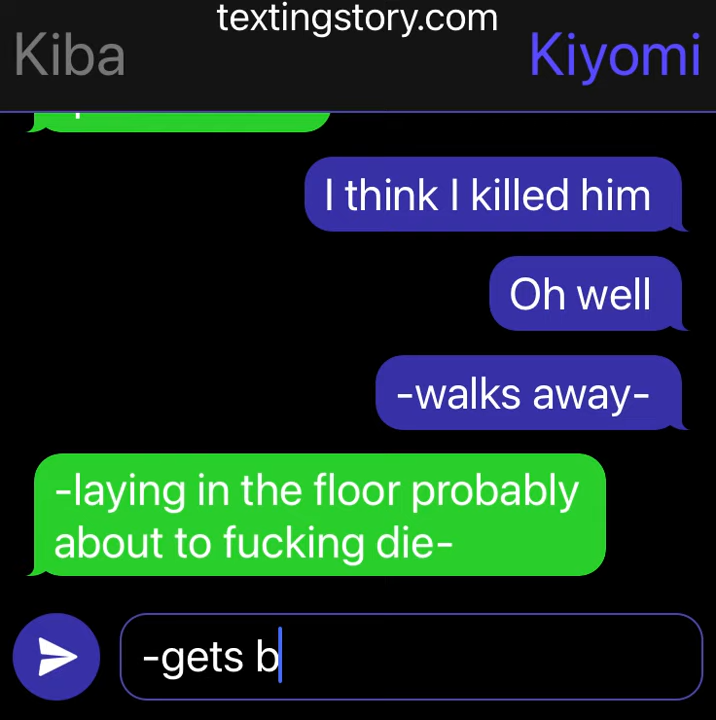 textingstory.com
Kiba
Kiyomi
I think I killed him
Oh well
-walks away-
-laying in the floor probably
about to fucking die-
-gets b